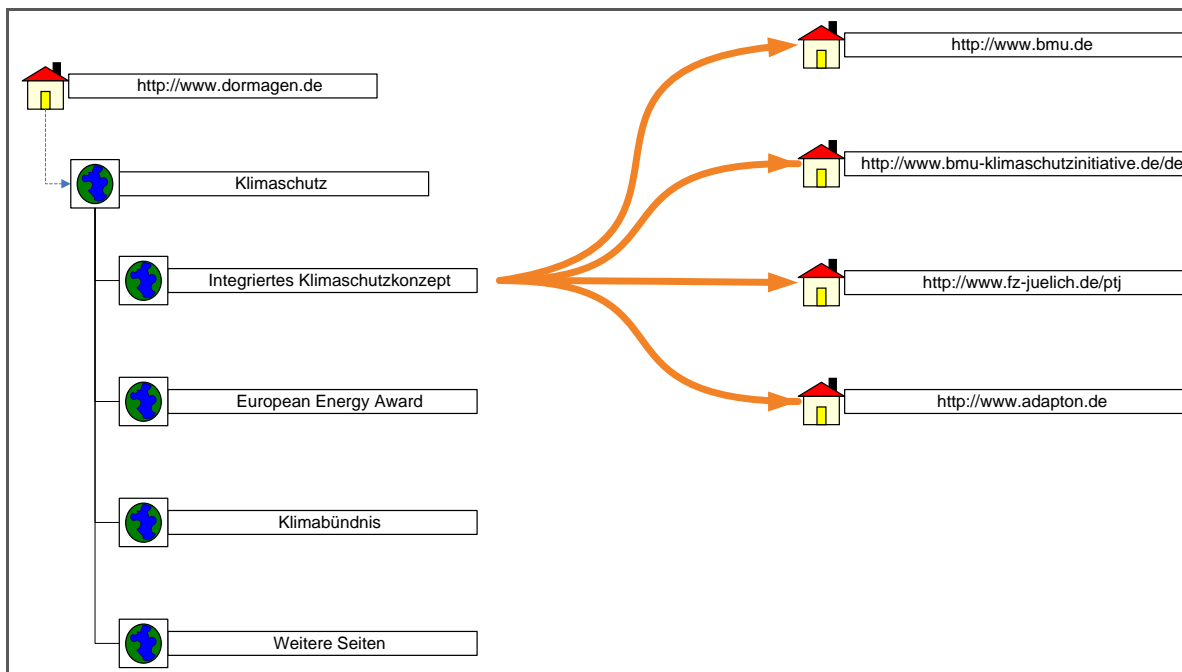 http://www.dormagen.de
Klimaschutz
Integriertes Klimaschutzkonzept
European Energy Award
Klimabündnis
Weitere Seiten
http://www.bmu.de
http://www.bmu-klimaschutzinitiative.de/de
http://www.fz-juelich.de/ptj
http://www.adapton.de